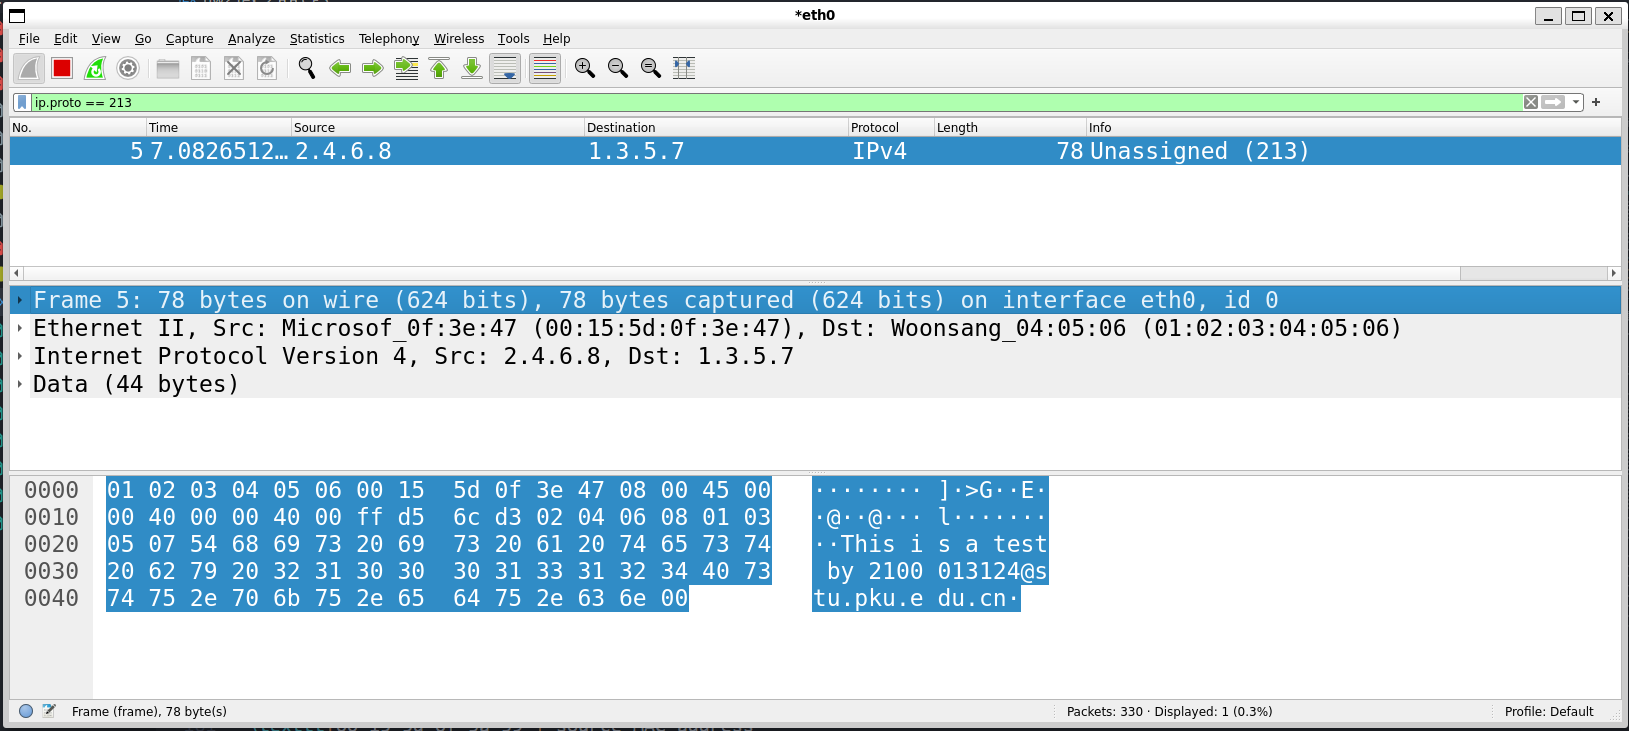 *eth0
File Edit View Go Capture Analyze Statistics Telephony Wireless Tools Help
ip.proto == 213
No. Time Source Destination Protocol Length Info
5 7.0826512… 2.4.6.8 1.3.5.7 IPv4 78 Unassigned (213)
Frame 5: 78 bytes on wire (624 bits), 78 bytes captured (624 bits) on interface eth0, id 0
Ethernet II, Src: Microsof_0f:3e:47 (00:15:5d:0f:3e:47), Dst: Woonsang_04:05:06 (01:02:03:04:05:06)
Internet Protocol Version 4, Src: 2.4.6.8, Dst: 1.3.5.7
Data (44 bytes)
0000 01 02 03 04 05 06 00 15 5d 0f 3e 47 08 00 45 00 ········ ]·>G··E·
0010 00 40 00 00 40 00 ff d5 6c d3 02 04 06 08 01 03 ·@··@··· l·······
0020 05 07 54 68 69 73 20 69 73 20 61 20 74 65 73 74 ··This i s a test
0030 20 62 79 20 32 31 30 30 30 31 33 31 32 34 40 73 by 2100 013124@s
0040 74 75 2e 70 6b 75 2e 65 64 75 2e 63 6e 00 tu.pku.e du.cn·
Frame (frame), 78 byte(s) Packets: 330 · Displayed: 1 (0.3%) Profile: Default